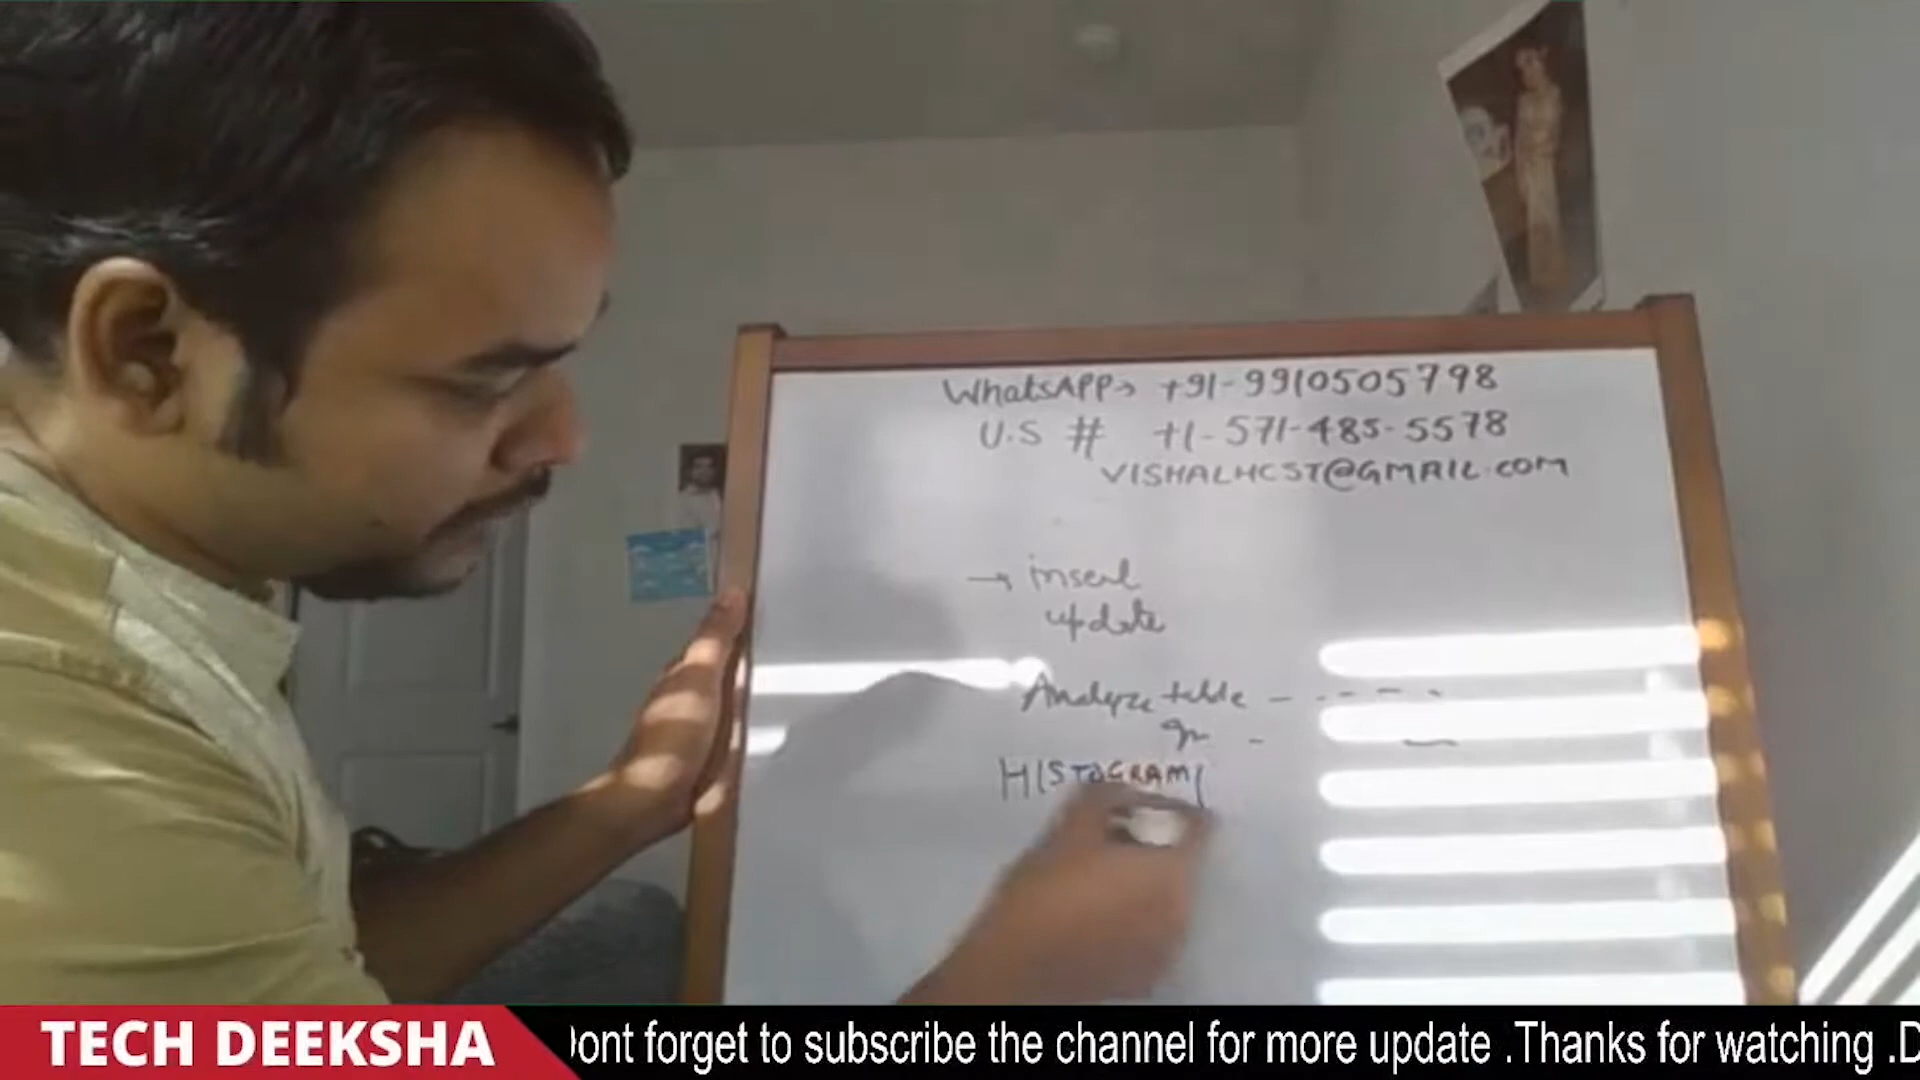 WhatsAPP→ +91-9910505798
U.S # +1-571-485-5578
VISHALHCST@GMAIL.COM
→ insert
update
Analyze table - - - - -
HISTOGRAM(
TECH DEEKSHA
ont forget to subscribe the channel for more update .Thanks for watching .D